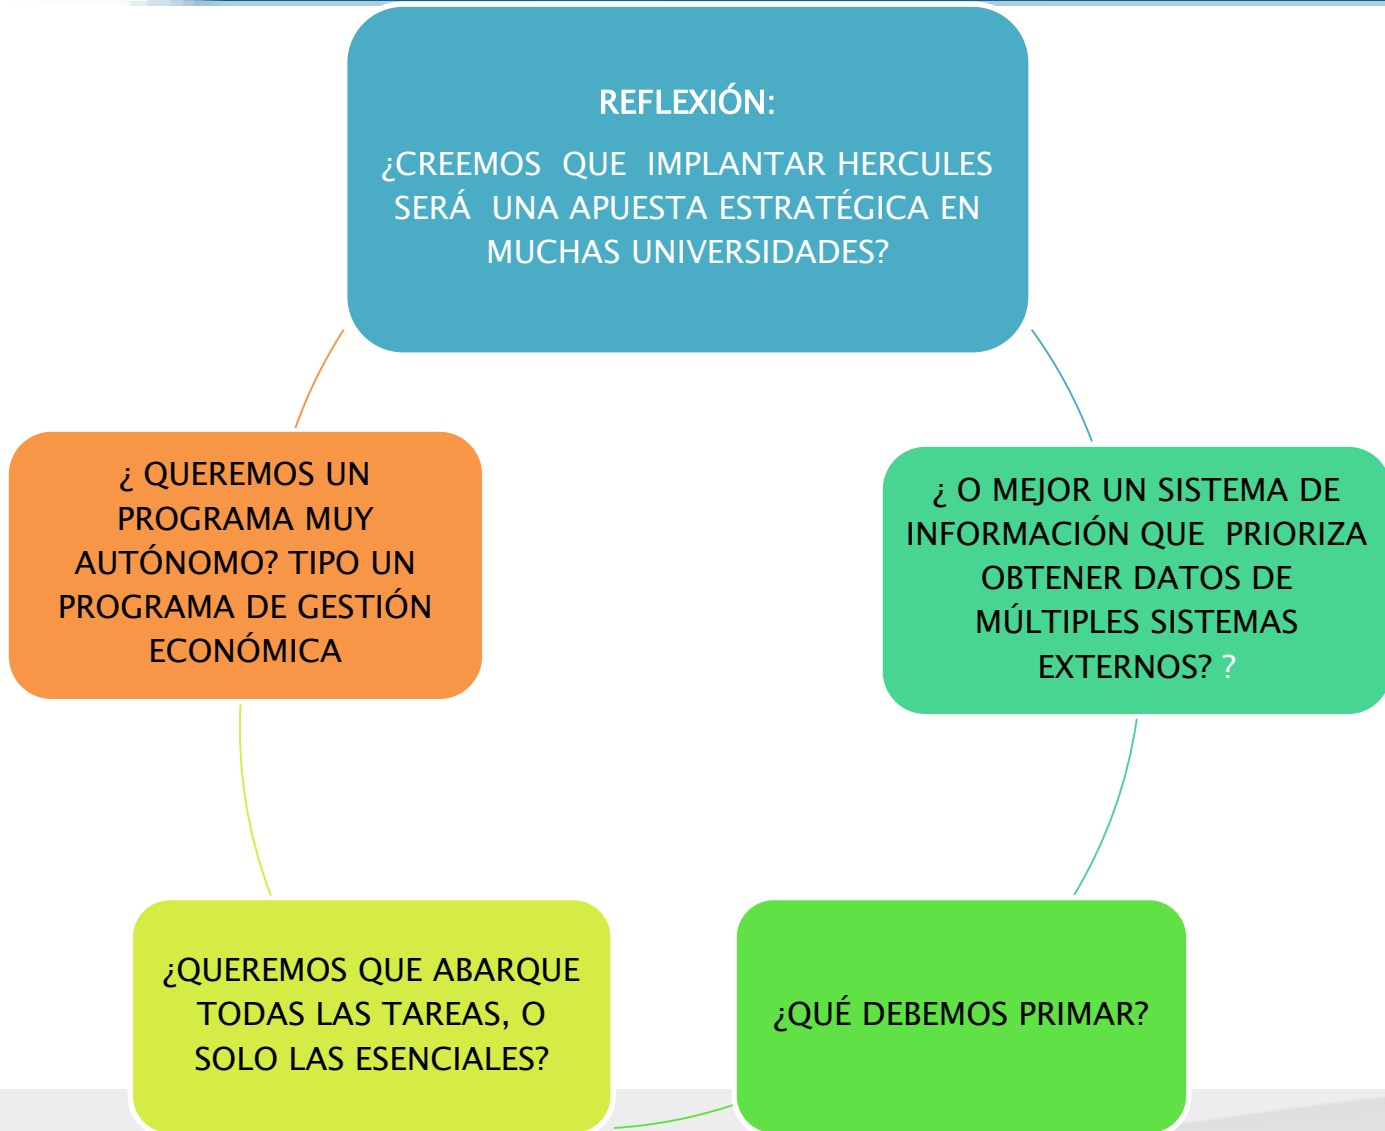 REFLEXIÓN:
¿CREEMOS QUE IMPLANTAR HERCULES
SERÁ UNA APUESTA ESTRATÉGICA EN
MUCHAS UNIVERSIDADES?
¿ QUEREMOS UN
PROGRAMA MUY
AUTÓNOMO? TIPO UN
PROGRAMA DE GESTIÓN
ECONÓMICA
¿ O MEJOR UN SISTEMA DE
INFORMACIÓN QUE PRIORIZA
OBTENER DATOS DE
MÚLTIPLES SISTEMAS
EXTERNOS? ?
¿QUEREMOS QUE ABARQUE
TODAS LAS TAREAS, O
SOLO LAS ESENCIALES?
¿QUÉ DEBEMOS PRIMAR?